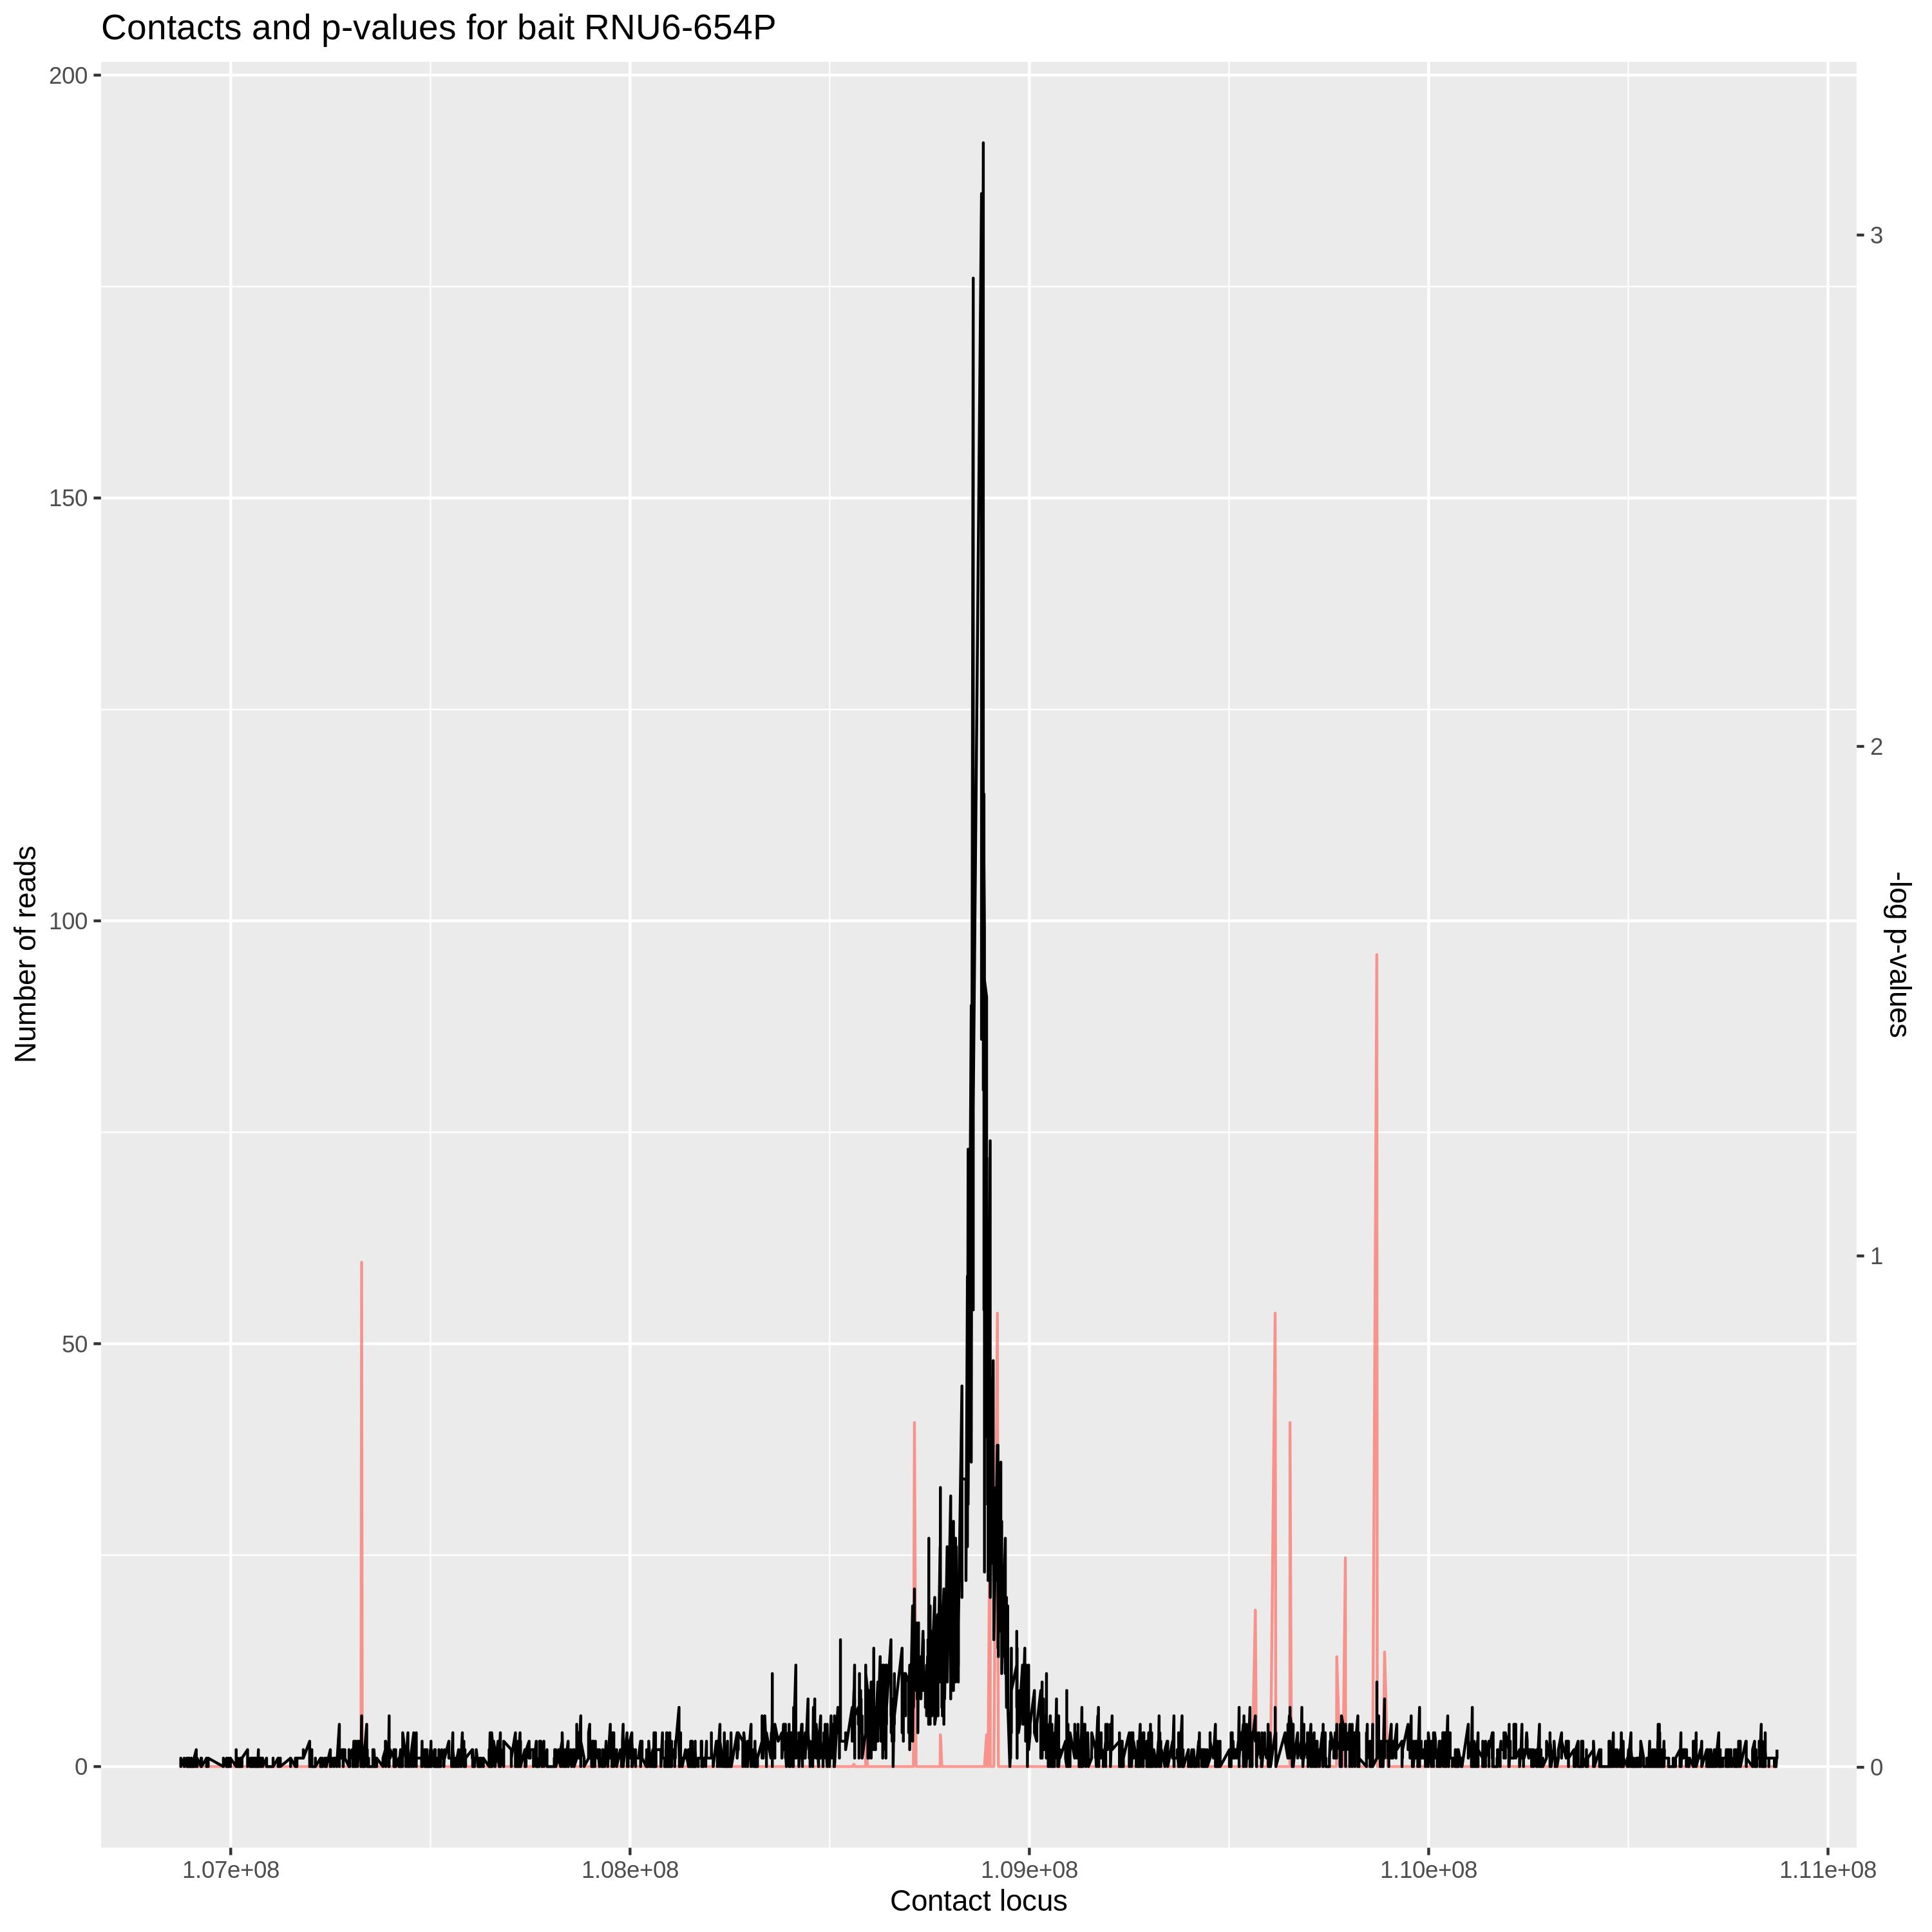 Contacts and p-values for bait RNU6-654P
200
150
100
50
0
Number of reads
3
2
1
0
-log p-values
1.07e+08
1.08e+08
1.09e+08
1.10e+08
1.11e+08
Contact locus